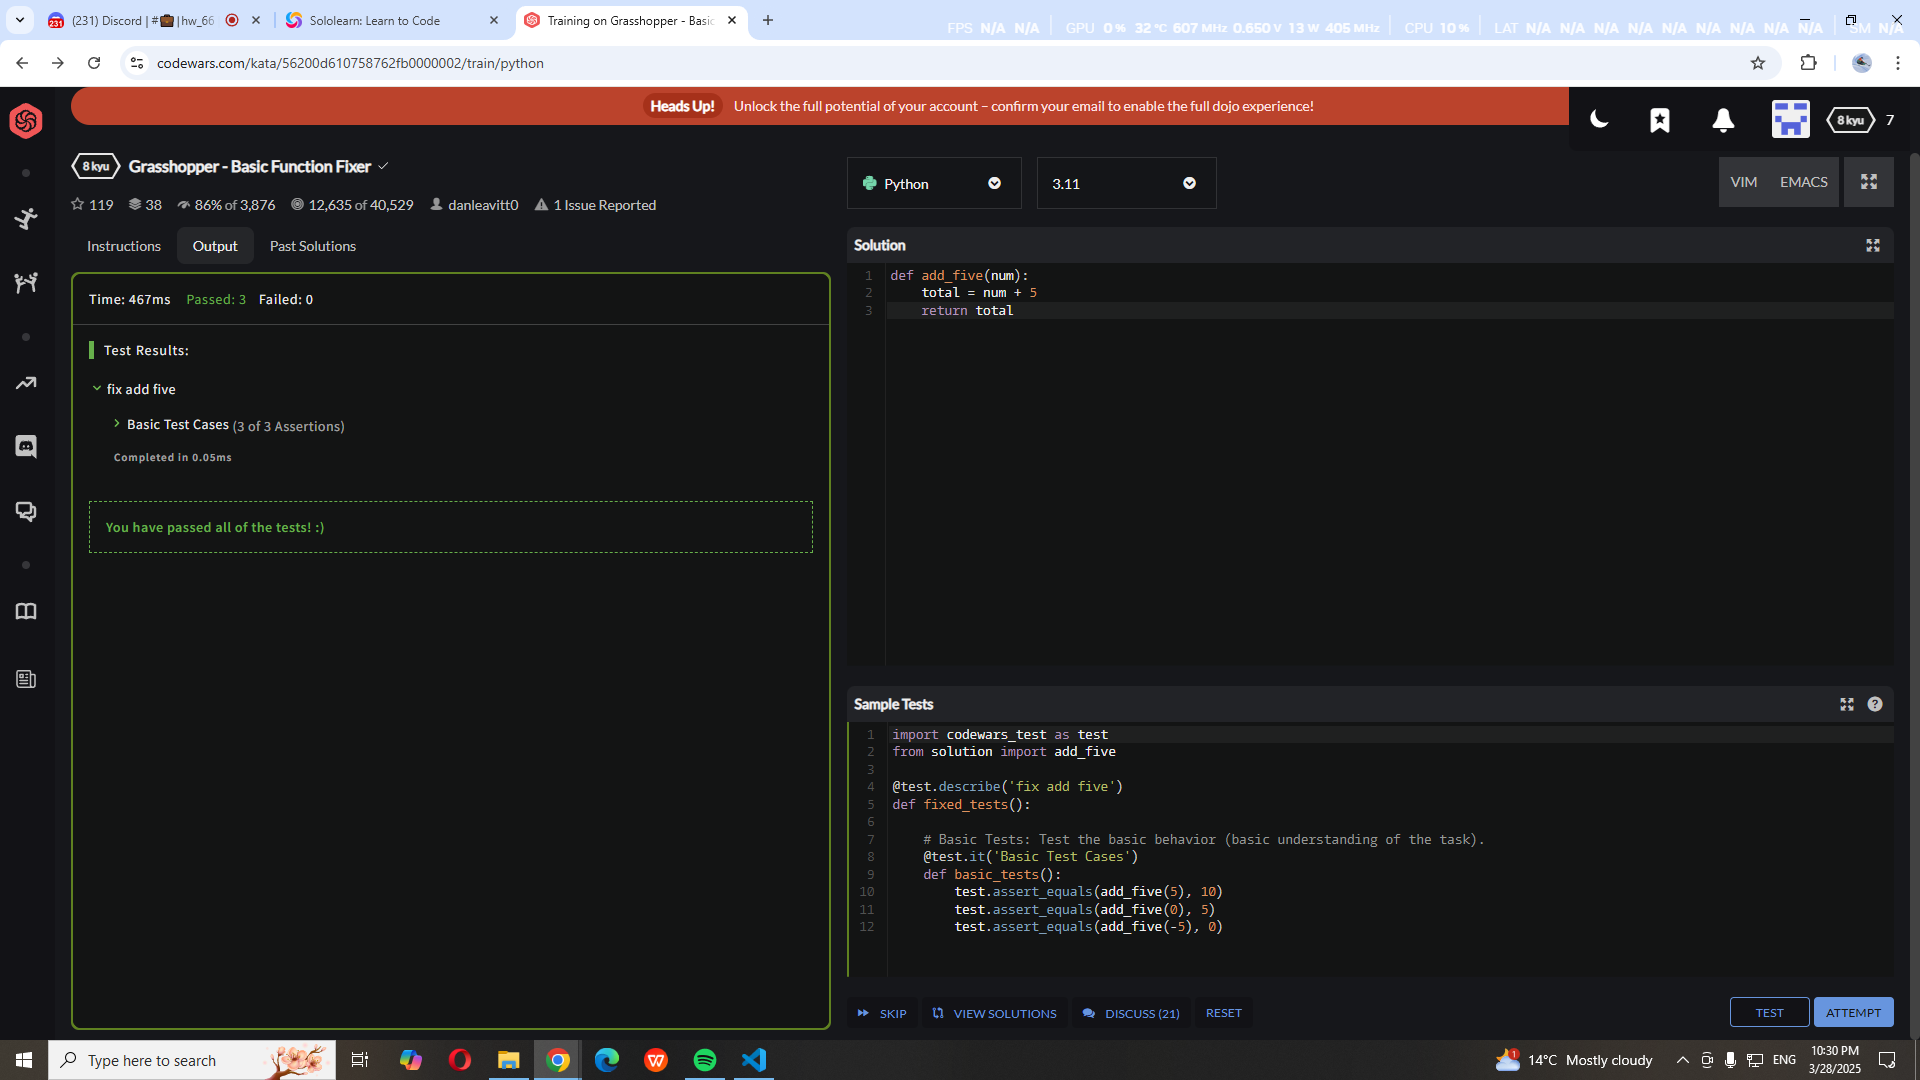 (231) Discord | #💼|hw_66
Sololearn: Learn to Code
Training on Grasshopper - Basic
FPS N/A N/A GPU 0 % 32 °C 607 MHz 0.650 V 13 W 405 MHz CPU 10 % LAT N/A N/A N/A N/A N/A N/A N/A N/A N/A SM N/A
codewars.com/kata/56200d610758762fb0000002/train/python
Heads Up! Unlock the full potential of your account – confirm your email to enable the full dojo experience!
8 kyu 7
8 kyu Grasshopper - Basic Function Fixer
119 38 86% of 3,876 12,635 of 40,529 danleavitt0 1 Issue Reported
Python 3.11
VIM EMACS
Instructions Output Past Solutions
Time: 467ms Passed: 3 Failed: 0
Test Results:
fix add five
Basic Test Cases (3 of 3 Assertions)
Completed in 0.05ms
You have passed all of the tests! :)
Solution
1 def add_five(num):
2     total = num + 5
3     return total
Sample Tests
1 import codewars_test as test
2 from solution import add_five
3
4 @test.describe('fix add five')
5 def fixed_tests():
6
7     # Basic Tests: Test the basic behavior (basic understanding of the task).
8     @test.it('Basic Test Cases')
9     def basic_tests():
10         test.assert_equals(add_five(5), 10)
11         test.assert_equals(add_five(0), 5)
12         test.assert_equals(add_five(-5), 0)
SKIP VIEW SOLUTIONS DISCUSS (21) RESET
TEST ATTEMPT
Type here to search
14°C Mostly cloudy
ENG
10:30 PM
3/28/2025